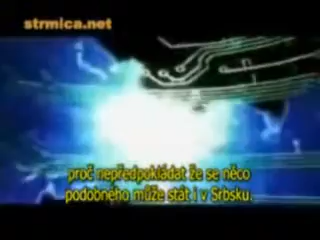 strmica.net
proč nepředpokládat že se něco
podobného může stát i v Srbsku.